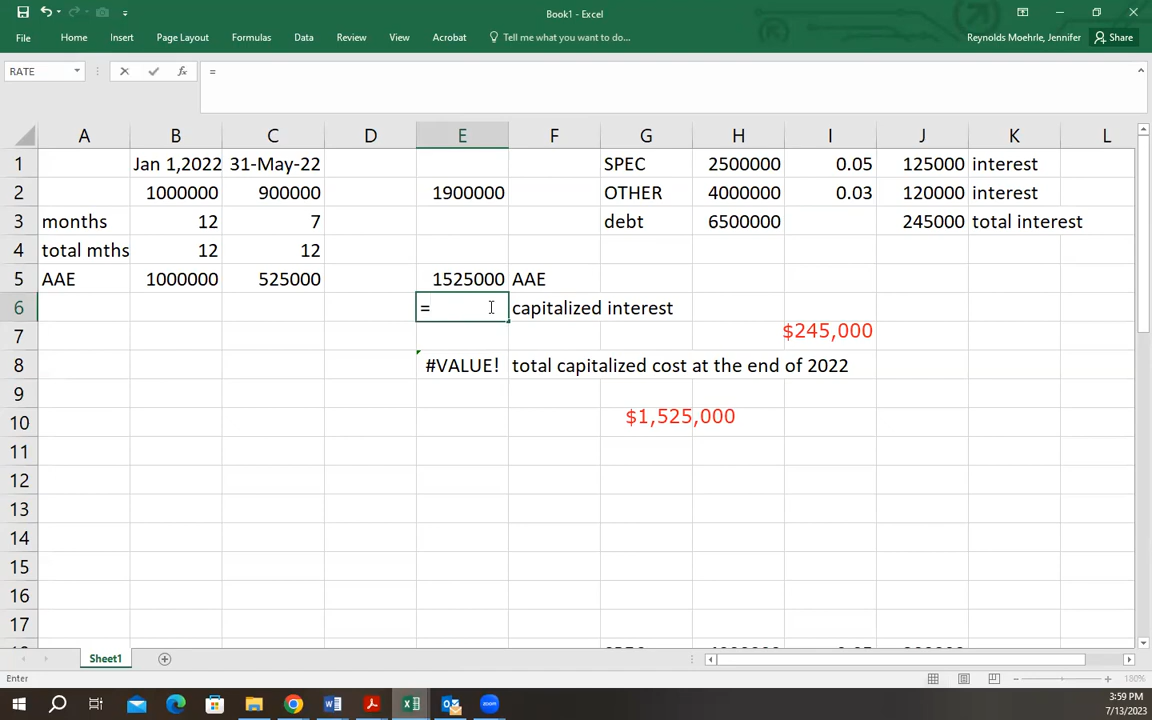 Book1 - Excel
File Home Insert Page Layout Formulas Data Review View Acrobat Tell me what you want to do... Reynolds Moehrle, Jennifer Share
RATE fx =
A B C D E F G H I J K L
1 Jan 1,2022 31-May-22 SPEC 2500000 0.05 125000 interest
2 1000000 900000 1900000 OTHER 4000000 0.03 120000 interest
3 months 12 7 debt 6500000 245000 total interest
4 total mths 12 12
5 AAE 1000000 525000 1525000 AAE
6 = capitalized interest
7 $245,000
8 #VALUE! total capitalized cost at the end of 2022
9
10 $1,525,000
11
12
13
14
15
16
17
Sheet1
Enter 180%
3:59 PM
7/13/2023